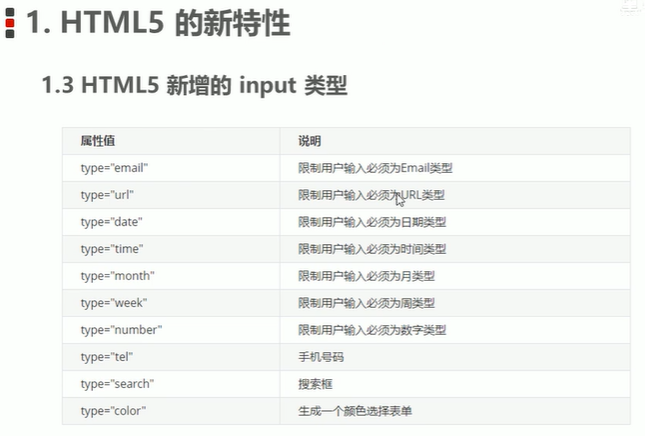 1. HTML5 的新特性
1.3 HTML5 新增的 input 类型
属性值 说明
type="email" 限制用户输入必须为Email类型
type="url" 限制用户输入必须为URL类型
type="date" 限制用户输入必须为日期类型
type="time" 限制用户输入必须为时间类型
type="month" 限制用户输入必须为月类型
type="week" 限制用户输入必须为周类型
type="number" 限制用户输入必须为数字类型
type="tel" 手机号码
type="search" 搜索框
type="color" 生成一个颜色选择表单